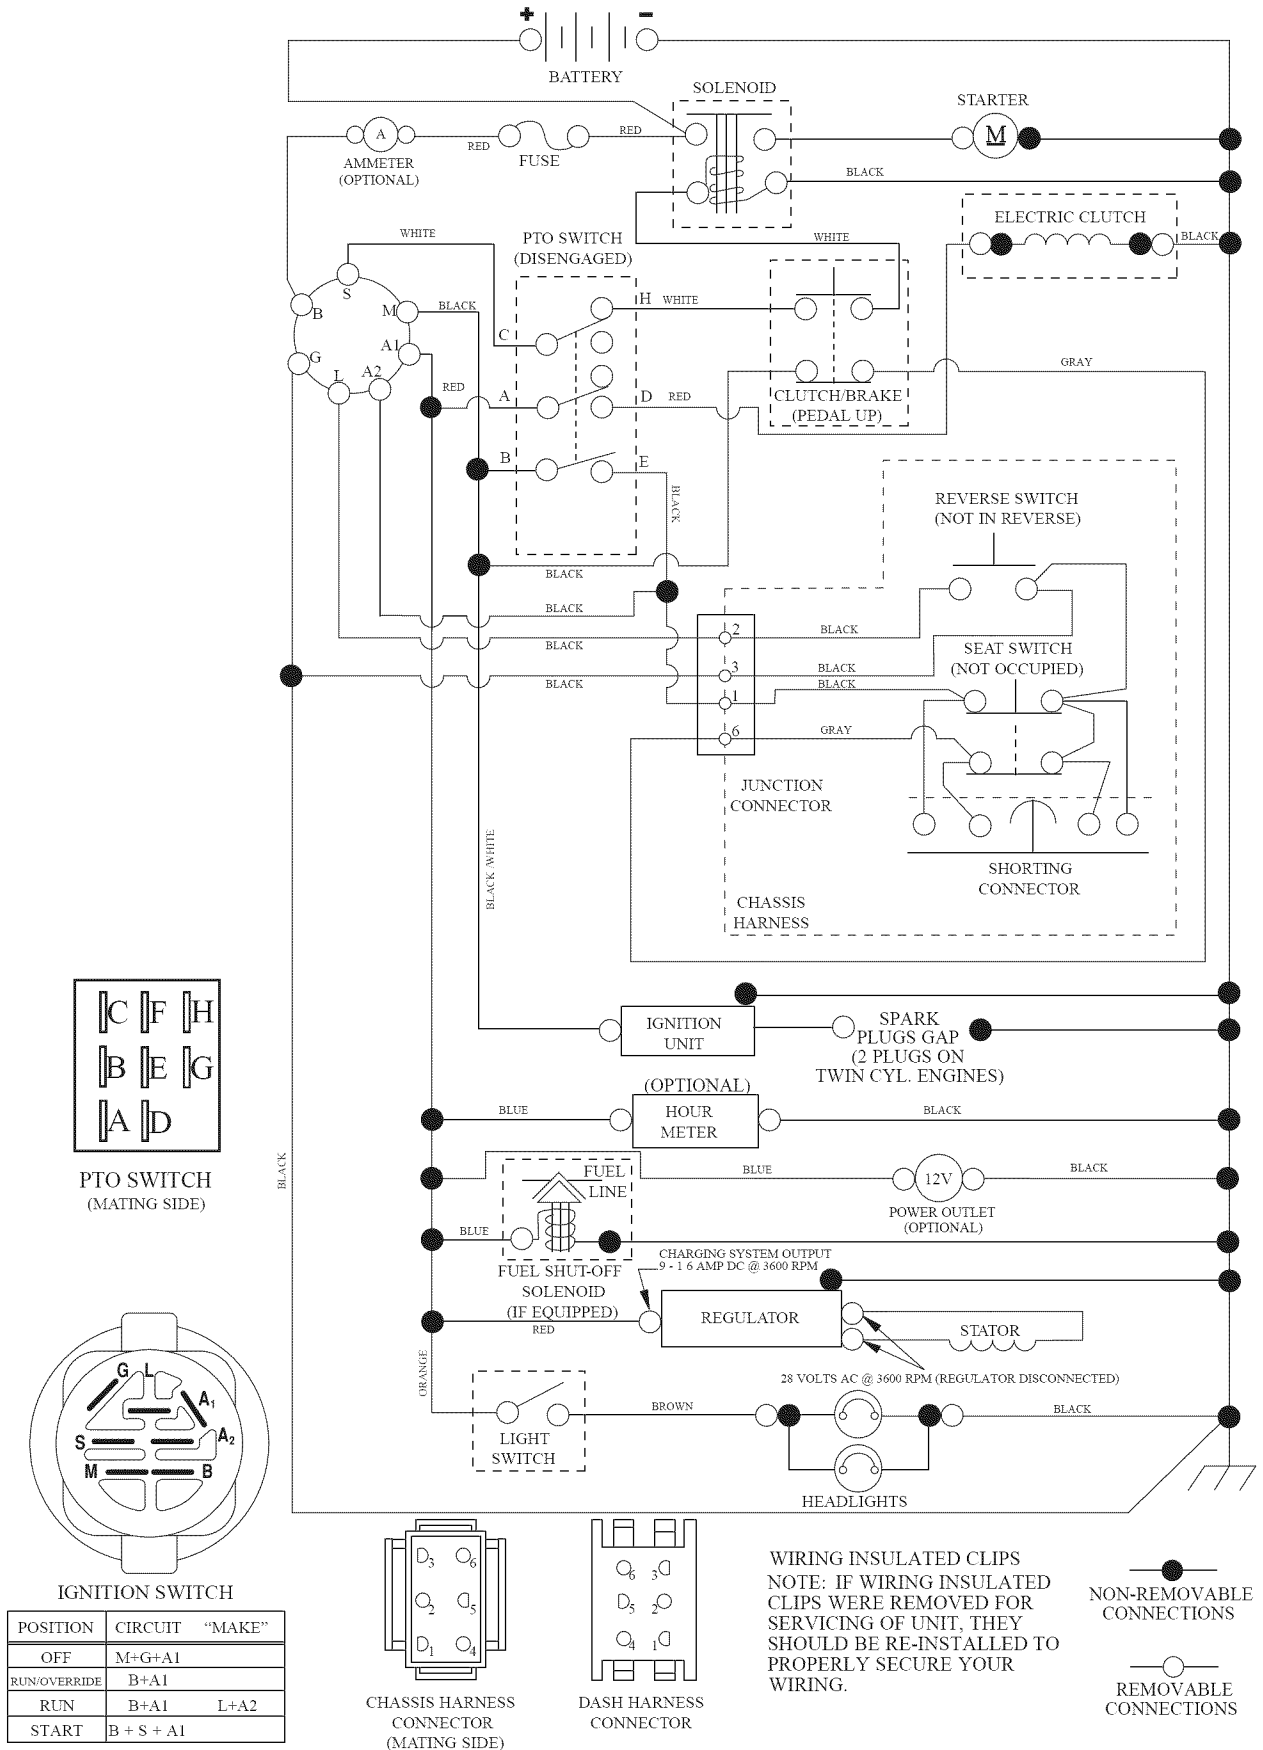 +
-
BATTERY
SOLENOID
STARTER
M
A
RED
FUSE
RED
AMMETER
(OPTIONAL)
BLACK
ELECTRIC CLUTCH
BLACK
WHITE
PTO SWITCH
(DISENGAGED)
WHITE
S
B
M
BLACK
H
WHITE
C
G
A1
L
A2
GRAY
RED
A
D
RED
CLUTCH/BRAKE
(PEDAL UP)
B
E
BLACK
REVERSE SWITCH
(NOT IN REVERSE)
BLACK
BLACK
2
BLACK
BLACK
SEAT SWITCH
(NOT OCCUPIED)
3
BLACK
BLACK
BLACK
1
6
GRAY
JUNCTION
CONNECTOR
BLACK /WHITE
SHORTING
CONNECTOR
CHASSIS
HARNESS
C F H
B E G
A D
PTO SWITCH
(MATING SIDE)
IGNITION
UNIT
SPARK
PLUGS GAP
(2 PLUGS ON
TWIN CYL. ENGINES)
(OPTIONAL)
BLUE
HOUR
METER
BLACK
BLACK
FUEL
LINE
BLUE
12V
BLACK
POWER OUTLET
(OPTIONAL)
BLUE
CHARGING SYSTEM OUTPUT
9 - 1 6 AMP DC @ 3600 RPM
FUEL SHUT-OFF
SOLENOID
(IF EQUIPPED)
RED
REGULATOR
STATOR
28 VOLTS AC @ 3600 RPM (REGULATOR DISCONNECTED)
ORANGE
BROWN
BLACK
LIGHT
SWITCH
HEADLIGHTS
G L
A1
S
A2
M
B
IGNITION SWITCH
POSITION CIRCUIT “MAKE”
OFF M+G+A1
RUN/OVERRIDE B+A1
RUN B+A1 L+A2
START B + S + A1
3 6
2 5
1 4
CHASSIS HARNESS
CONNECTOR
(MATING SIDE)
6 3
5 2
4 1
DASH HARNESS
CONNECTOR
WIRING INSULATED CLIPS
NOTE: IF WIRING INSULATED
CLIPS WERE REMOVED FOR
SERVICING OF UNIT, THEY
SHOULD BE RE-INSTALLED TO
PROPERLY SECURE YOUR
WIRING.
NON-REMOVABLE
CONNECTIONS
REMOVABLE
CONNECTIONS